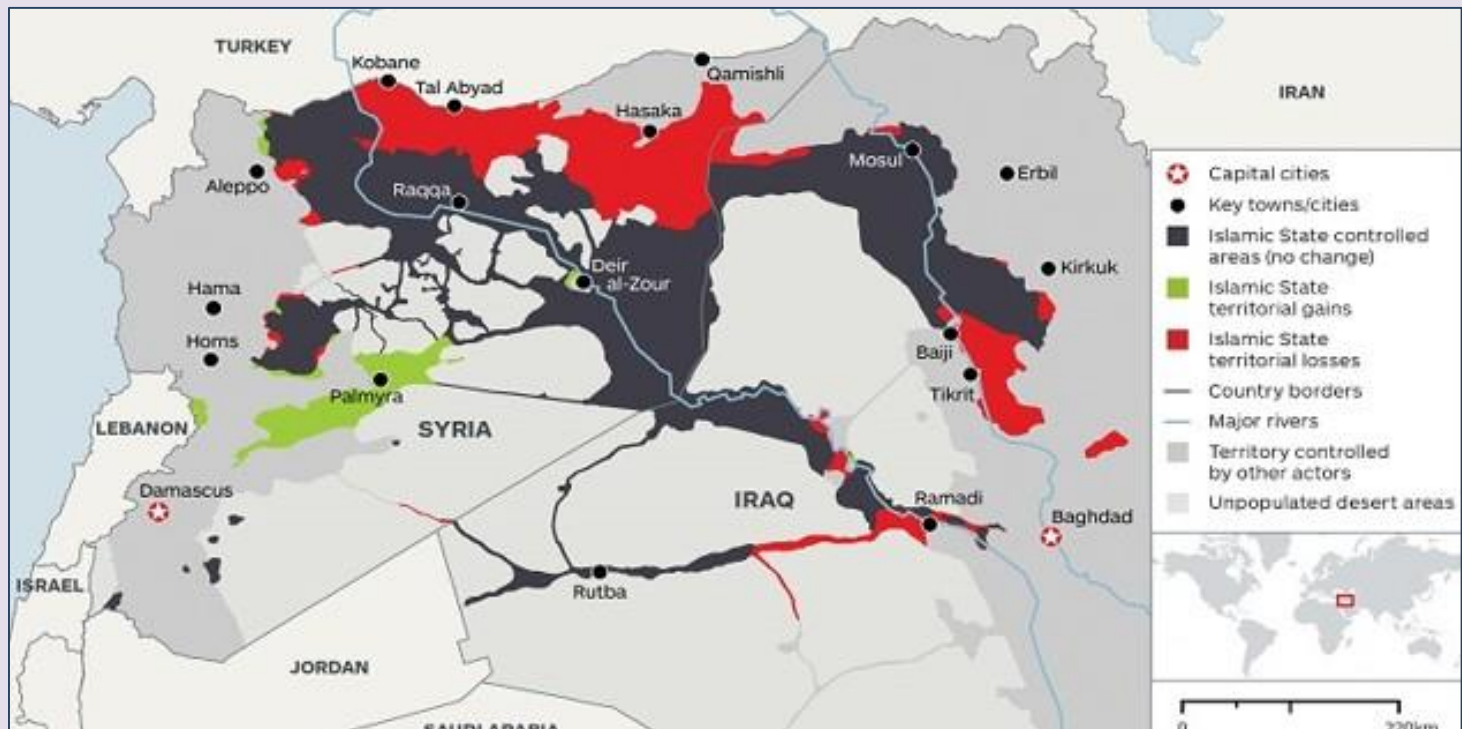 TURKEY
Kobane
Tal Abyad
Qamishli
Hasaka
IRAN
Aleppo
Raqqa
Mosul
Erbil
Deir
al-Zour
Kirkuk
Hama
Homs
Palmyra
Baiji
Tikrit
LEBANON
SYRIA
Damascus
IRAQ
Ramadi
Baghdad
ISRAEL
Rutba
JORDAN
SAUDI ARABIA
Capital cities
Key towns/cities
Islamic State controlled
areas (no change)
Islamic State
territorial gains
Islamic State
territorial losses
Country borders
Major rivers
Territory controlled
by other actors
Unpopulated desert areas
0
220km